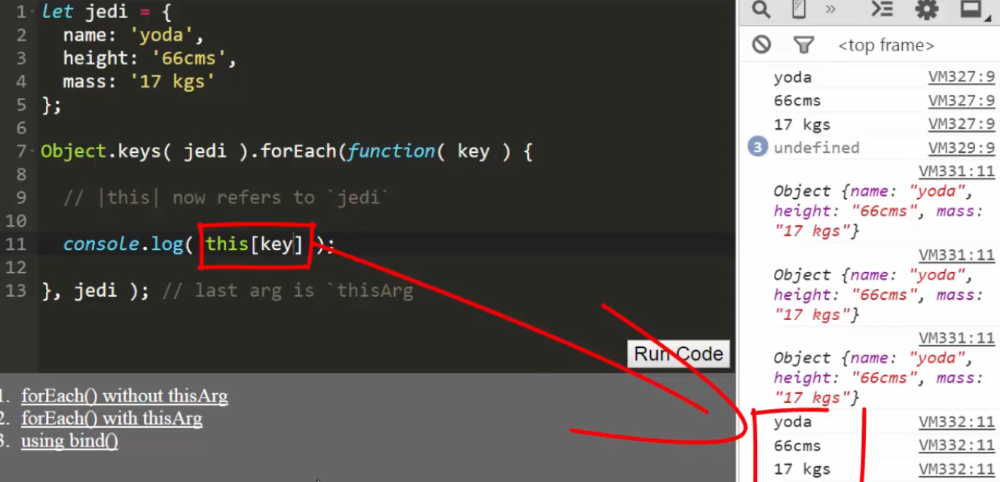 1 let jedi = {
2 name: 'yoda',
3 height: '66cms',
4 mass: '17 kgs'
5 };
6
7 Object.keys( jedi ).forEach(function( key ) {
8
9 // |this| now refers to `jedi`
10
11 console.log( this[key] );
12
13 }, jedi ); // last arg is `thisArg
Run Code
1. forEach() without thisArg
2. forEach() with thisArg
3. using bind()
<top frame>
yoda VM327:9
66cms VM327:9
17 kgs VM327:9
3 undefined VM329:9
VM331:11
Object {name: "yoda",
height: "66cms", mass:
"17 kgs"}
VM331:11
Object {name: "yoda",
height: "66cms", mass:
"17 kgs"}
VM331:11
Object {name: "yoda",
height: "66cms", mass:
"17 kgs"}
yoda VM332:11
66cms VM332:11
17 kgs VM332:11